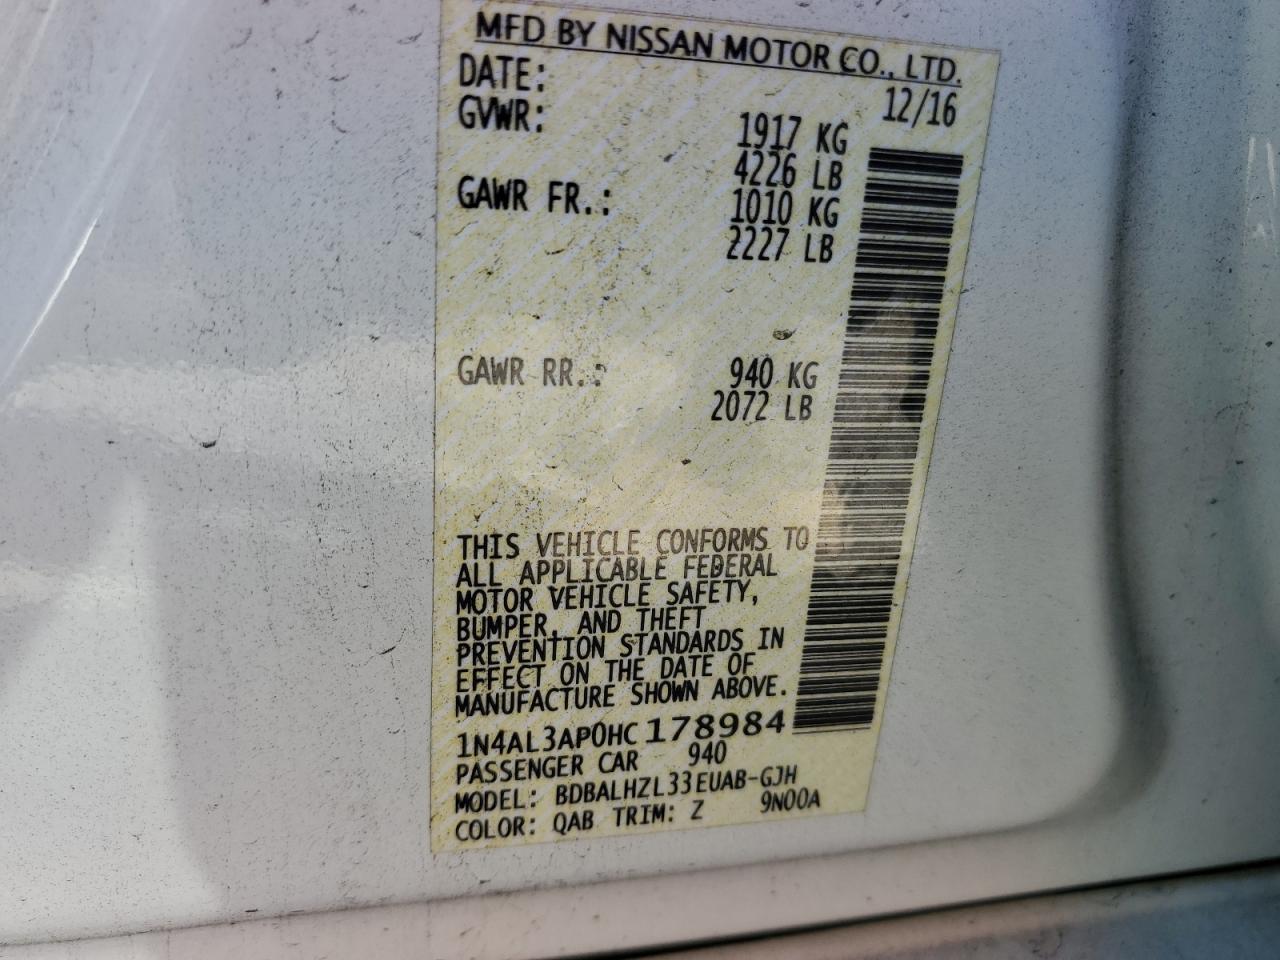 MFD BY NISSAN MOTOR CO., LTD.
DATE: 12/16
GVWR: 1917 KG
4226 LB
GAWR FR.: 1010 KG
2227 LB
GAWR RR.: 940 KG
2072 LB
THIS VEHICLE CONFORMS TO
ALL APPLICABLE FEDERAL
MOTOR VEHICLE SAFETY,
BUMPER, AND THEFT
PREVENTION STANDARDS IN
EFFECT ON THE DATE OF
MANUFACTURE SHOWN ABOVE.
1N4AL3AP0HC178984
PASSENGER CAR 940
MODEL: BDBALHZL33EUAB-GJH
COLOR: QAB TRIM: Z 9N00A